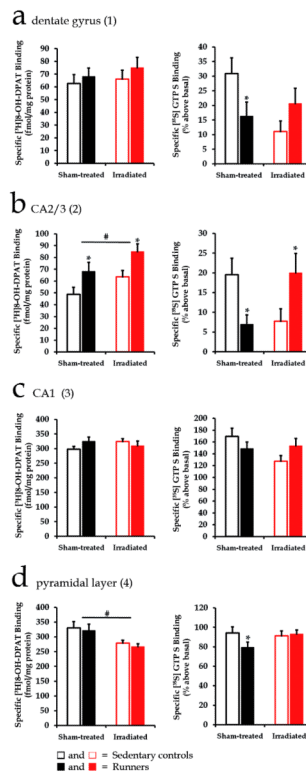 a dentate gyrus (1)
Specific [³H]8-OH-DPAT Binding
(fmol/mg protein)
90
80
70
60
50
40
30
20
10
0
Sham-treated Irradiated
Specific [³⁵S] GTP S Binding
(% above basal)
40
35
30
25
20
15
10
5
0
*
Sham-treated Irradiated
b CA2/3 (2)
Specific [³H]8-OH-DPAT Binding
(fmol/mg protein)
100
90
80
70
60
50
40
30
20
10
0
#
*
*
Sham-treated Irradiated
Specific [³⁵S] GTP S Binding
(% above basal)
30
25
20
15
10
5
0
*
*
Sham-treated Irradiated
c CA1 (3)
Specific [³H]8-OH-DPAT Binding
(fmol/mg protein)
400
350
300
250
200
150
100
50
0
Sham-treated Irradiated
Specific [³⁵S] GTP S Binding
(% above basal)
200
180
160
140
120
100
80
60
40
20
0
Sham-treated Irradiated
d pyramidal layer (4)
Specific [³H]8-OH-DPAT Binding
(fmol/mg protein)
400
350
300
250
200
150
100
50
0
#
Sham-treated Irradiated
Specific [³⁵S] GTP S Binding
(% above basal)
120
100
80
60
40
20
0
*
Sham-treated Irradiated
and = Sedentary controls
and = Runners